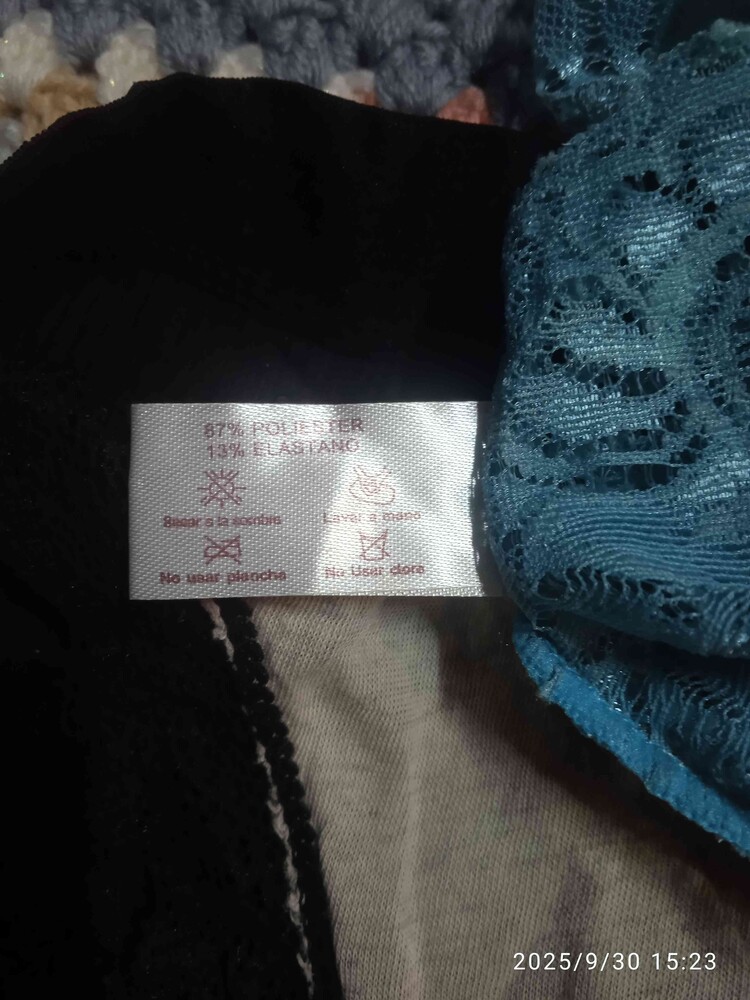 87% POLIESTER
13% ELASTANO
Secar a la sombra Lavar a mano
No usar plancha No Usar cloro
2025/9/30 15:23